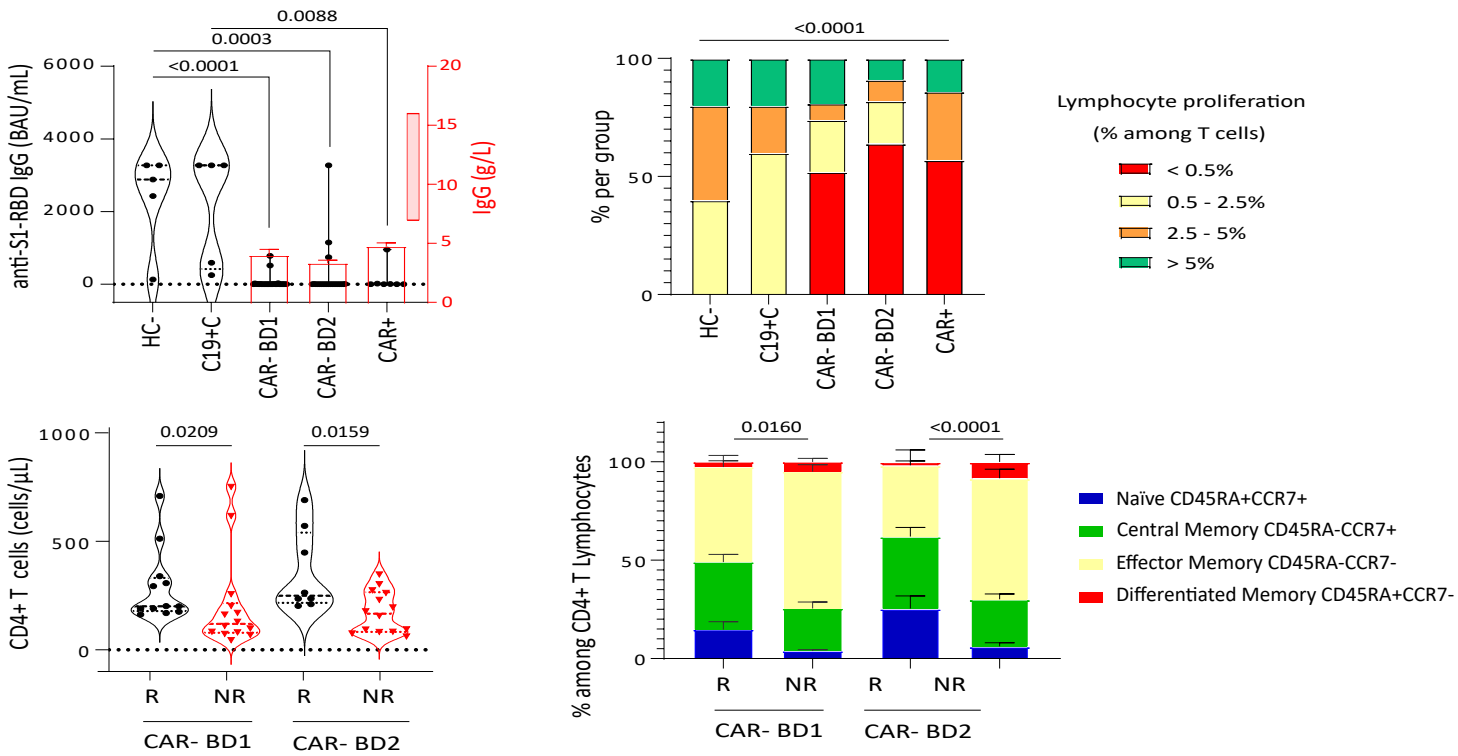 0.0088
0.0003
<0.0001
6000
4000
2000
0
anti-S1-RBD IgG (BAU/mL)
20
15
10
5
0
IgG (g/L)
HC-
C19+C
CAR- BD1
CAR- BD2
CAR+
<0.0001
100
50
0
% per group
HC-
C19+C
CAR- BD1
CAR- BD2
CAR+
Lymphocyte proliferation
(% among T cells)
< 0.5%
0.5 - 2.5%
2.5 - 5%
> 5%
1000
500
0
CD4+ T cells (cells/µL)
0.0209
0.0159
R NR R NR
CAR- BD1 CAR- BD2
100
50
0
% among CD4+ T Lymphocytes
0.0160
<0.0001
R NR R NR
CAR- BD1 CAR- BD2
Naïve CD45RA+CCR7+
Central Memory CD45RA-CCR7+
Effector Memory CD45RA-CCR7-
Differentiated Memory CD45RA+CCR7-